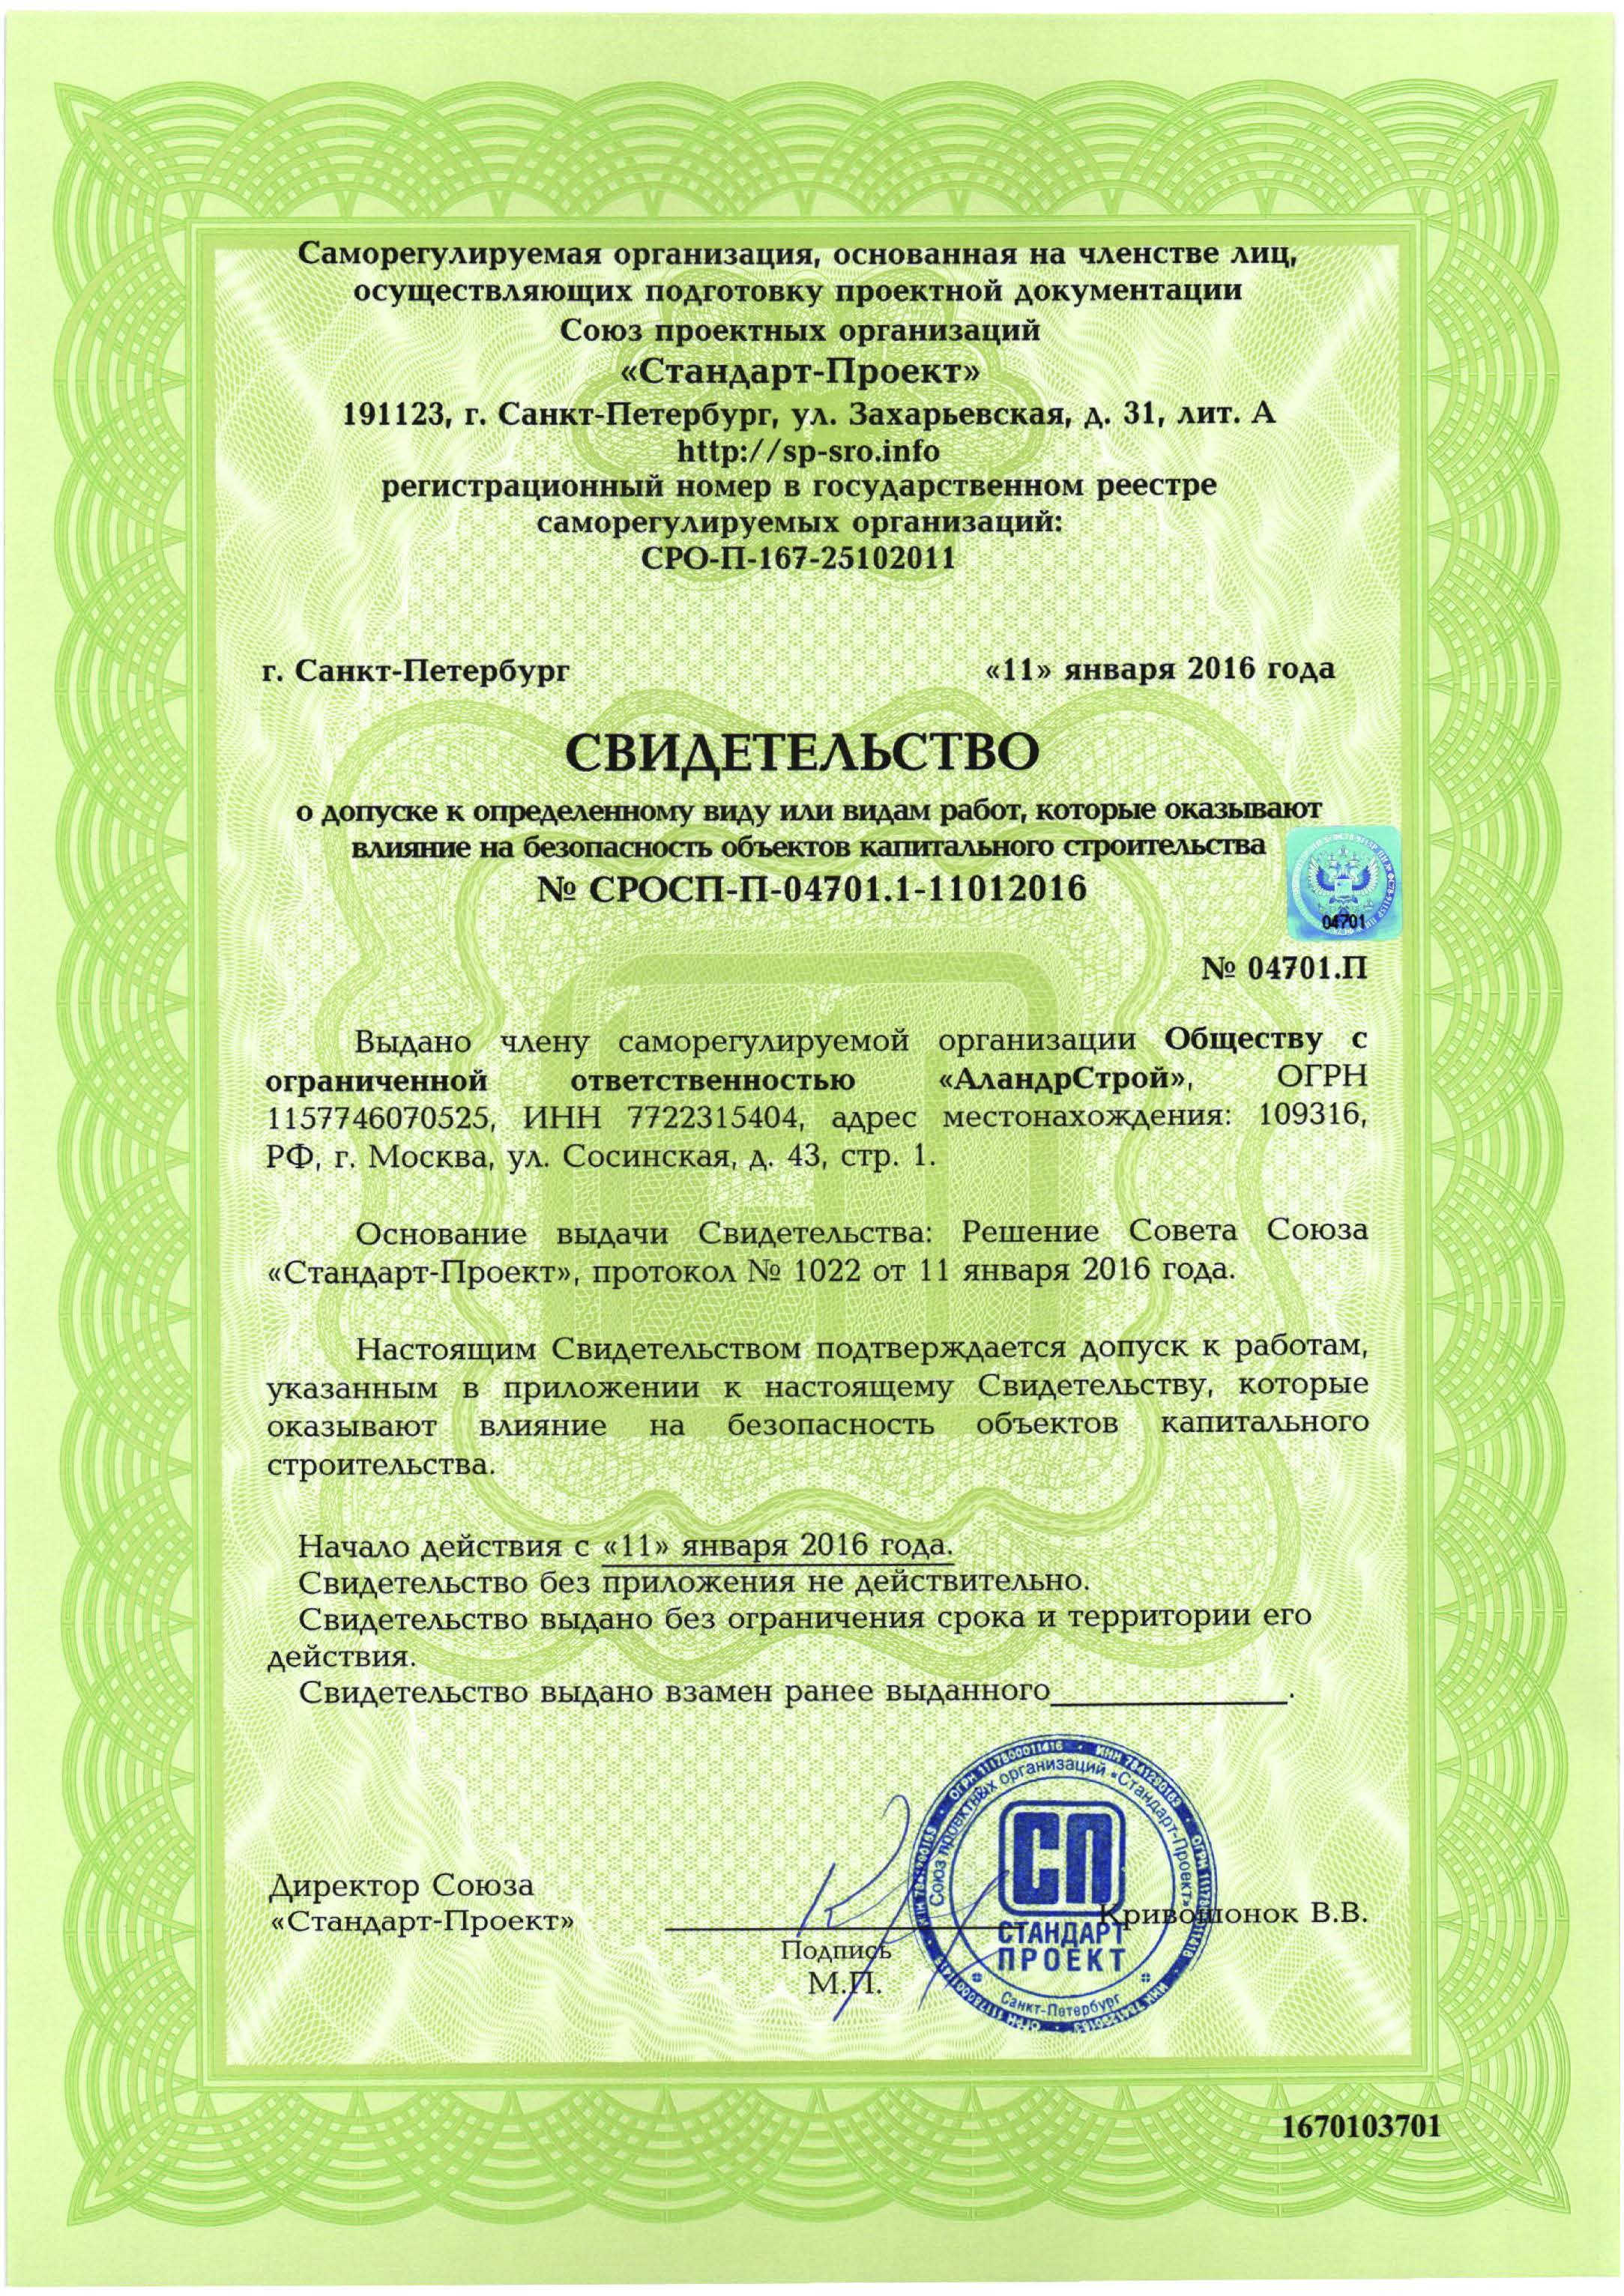 Саморегулируемая организация, основанная на членстве лиц,
осуществляющих подготовку проектной документации
Союз проектных организаций
«Стандарт-Проект»
191123, г. Санкт-Петербург, ул. Захарьевская, д. 31, лит. А
http://sp-sro.info
регистрационный номер в государственном реестре
саморегулируемых организаций:
СРО-П-167-25102011
г. Санкт-Петербург «11» января 2016 года
СВИДЕТЕЛЬСТВО
о допуске к определенному виду или видам работ, которые оказывают
влияние на безопасность объектов капитального строительства
№ СРОСП-П-04701.1-11012016
04701
№ 04701.П
Выдано члену саморегулируемой организации Обществу с
ограниченной ответственностью «АландрСтрой», ОГРН
1157746070525, ИНН 7722315404, адрес местонахождения: 109316,
РФ, г. Москва, ул. Сосинская, д. 43, стр. 1.
Основание выдачи Свидетельства: Решение Совета Союза
«Стандарт-Проект», протокол № 1022 от 11 января 2016 года.
Настоящим Свидетельством подтверждается допуск к работам,
указанным в приложении к настоящему Свидетельству, которые
оказывают влияние на безопасность объектов капитального
строительства.
Начало действия с «11» января 2016 года.
Свидетельство без приложения не действительно.
Свидетельство выдано без ограничения срока и территории его
действия.
Свидетельство выдано взамен ранее выданного______________.
Директор Союза
«Стандарт-Проект»
Кривошонок В.В.
Подпись
М.П.
ОГРН 1117800011416 • ИНН 7841290163
Союз проектных организаций «Стандарт-Проект»
СП
СТАНДАРТ
ПРОЕКТ
Санкт-Петербург
1670103701